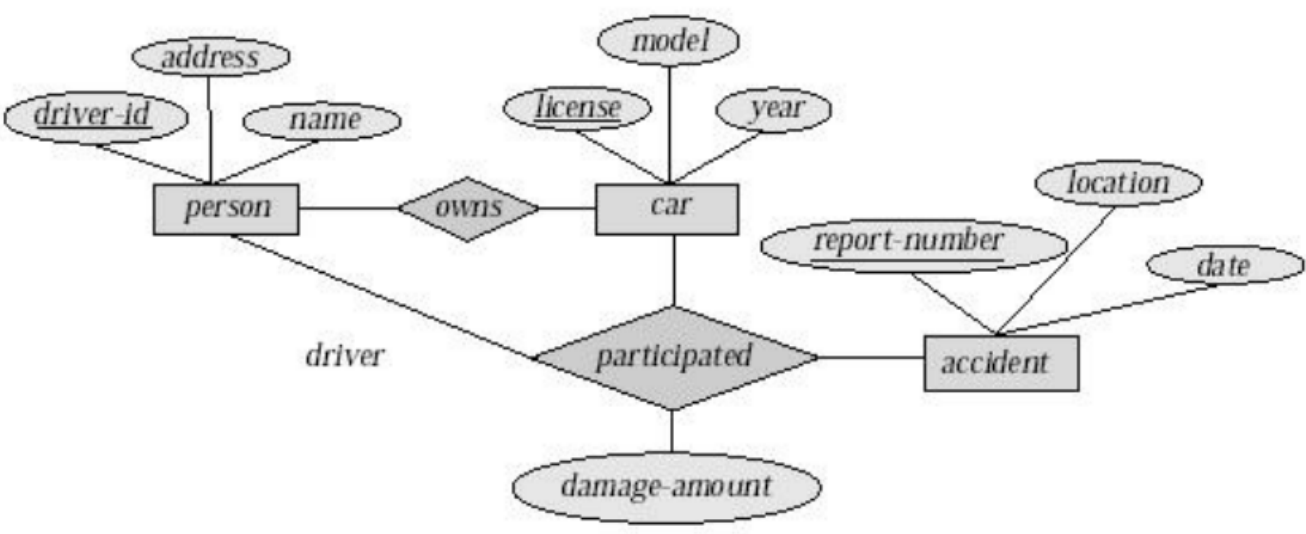 model
address
driver-id
name
license
year
location
person
owns
car
report-number
date
driver
participated
accident
damage-amount